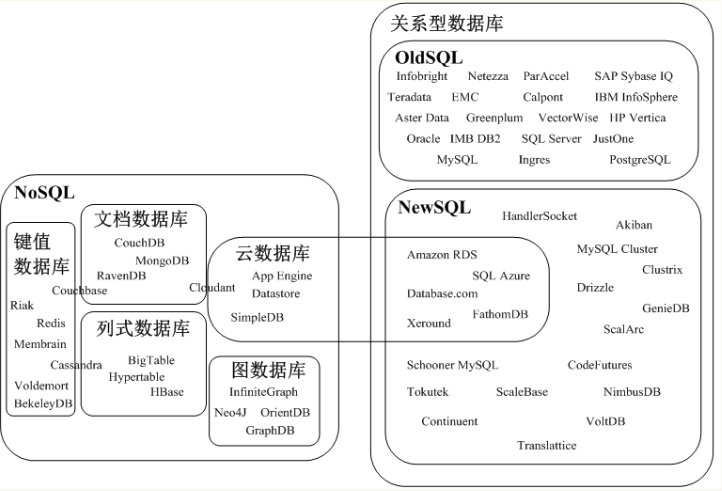 关系型数据库
OldSQL
Infobright Netezza ParAccel SAP Sybase IQ
Teradata EMC Calpont IBM InfoSphere
Aster Data Greenplum VectorWise HP Vertica
Oracle IMB DB2 SQL Server JustOne
MySQL Ingres PostgreSQL
NoSQL
键值
数据库
Riak
Redis
Membrain
Voldemort
BekeleyDB
Couchbase
Cassandra
文档数据库
CouchDB
MongoDB
RavenDB
Cloudant
列式数据库
BigTable
Hypertable
HBase
云数据库
App Engine
Datastore
SimpleDB
图数据库
InfiniteGraph
Neo4J OrientDB
GraphDB
NewSQL
HandlerSocket
Akiban
Amazon RDS
SQL Azure
Database.com
FathomDB
Xeround
MySQL Cluster
Clustrix
Drizzle
GenieDB
ScalArc
Schooner MySQL CodeFutures
Tokutek ScaleBase NimbusDB
Continuent VoltDB
Translattice